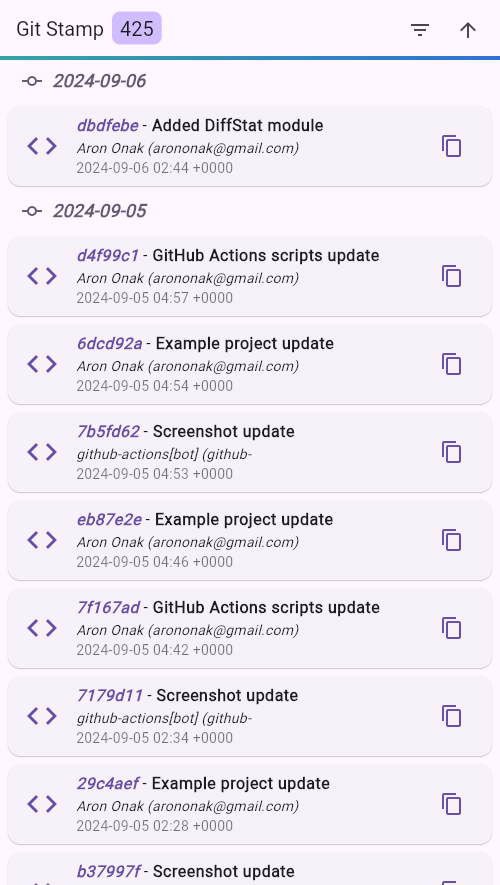 Git Stamp 425
2024-09-06
dbdfebe - Added DiffStat module
Aron Onak (arononak@gmail.com)
2024-09-06 02:44 +0000
2024-09-05
d4f99c1 - GitHub Actions scripts update
Aron Onak (arononak@gmail.com)
2024-09-05 04:57 +0000
6dcd92a - Example project update
Aron Onak (arononak@gmail.com)
2024-09-05 04:54 +0000
7b5fd62 - Screenshot update
github-actions[bot] (github-
2024-09-05 04:53 +0000
eb87e2e - Example project update
Aron Onak (arononak@gmail.com)
2024-09-05 04:46 +0000
7f167ad - GitHub Actions scripts update
Aron Onak (arononak@gmail.com)
2024-09-05 04:42 +0000
7179d11 - Screenshot update
github-actions[bot] (github-
2024-09-05 02:34 +0000
29c4aef - Example project update
Aron Onak (arononak@gmail.com)
2024-09-05 02:28 +0000
b37997f - Screenshot update